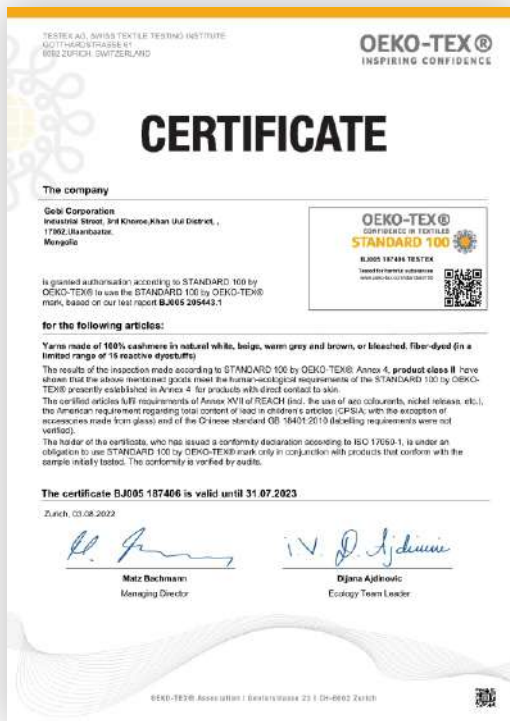 TESTEX AG, SWISS TEXTILE TESTING INSTITUTE
GOTTHARDSTRASSE 61
8002 ZURICH, SWITZERLAND
OEKO-TEX®
INSPIRING CONFIDENCE
CERTIFICATE
The company
Gobi Corporation
Industrial Street, 3rd Khoroo,Khan Uul District, ,
17062,Ulaanbaatar,
Mongolia
OEKO-TEX®
CONFIDENCE IN TEXTILES
STANDARD 100
BJ005 187406 TESTEX
Tested for harmful substances
www.oeko-tex.com/standard100
is granted authorisation according to STANDARD 100 by
OEKO-TEX® to use the STANDARD 100 by OEKO-TEX®
mark, based on our test report BJ005 205443.1
for the following articles:
Yarns made of 100% cashmere in natural white, beige, warm grey and brown, or bleached, fiber-dyed (in a
limited range of 15 reactive dyestuffs)
The results of the inspection made according to STANDARD 100 by OEKO-TEX®, Annex 4, product class II have
shown that the above mentioned goods meet the human-ecological requirements of the STANDARD 100 by OEKO-
TEX® presently established in Annex 4 for products with direct contact to skin.
The certified articles fulfil requirements of Annex XVII of REACH (incl. the use of azo colourants, nickel release, etc.),
the American requirement regarding total content of lead in children's articles (CPSIA; with the exception of
accessories made from glass) and of the Chinese standard GB 18401:2010 (labelling requirements were not
verified).
The holder of the certificate, who has issued a conformity declaration according to ISO 17050-1, is under an
obligation to use STANDARD 100 by OEKO-TEX® mark only in conjunction with products that conform with the
sample initially tested. The conformity is verified by audits.
The certificate BJ005 187406 is valid until 31.07.2023
Zurich, 03.08.2022
i.V. D. Ajdinovic
Matz Bachmann
Managing Director
Dijana Ajdinovic
Ecology Team Leader
OEKO-TEX® Association | Genferstrasse 23 | CH-8002 Zurich